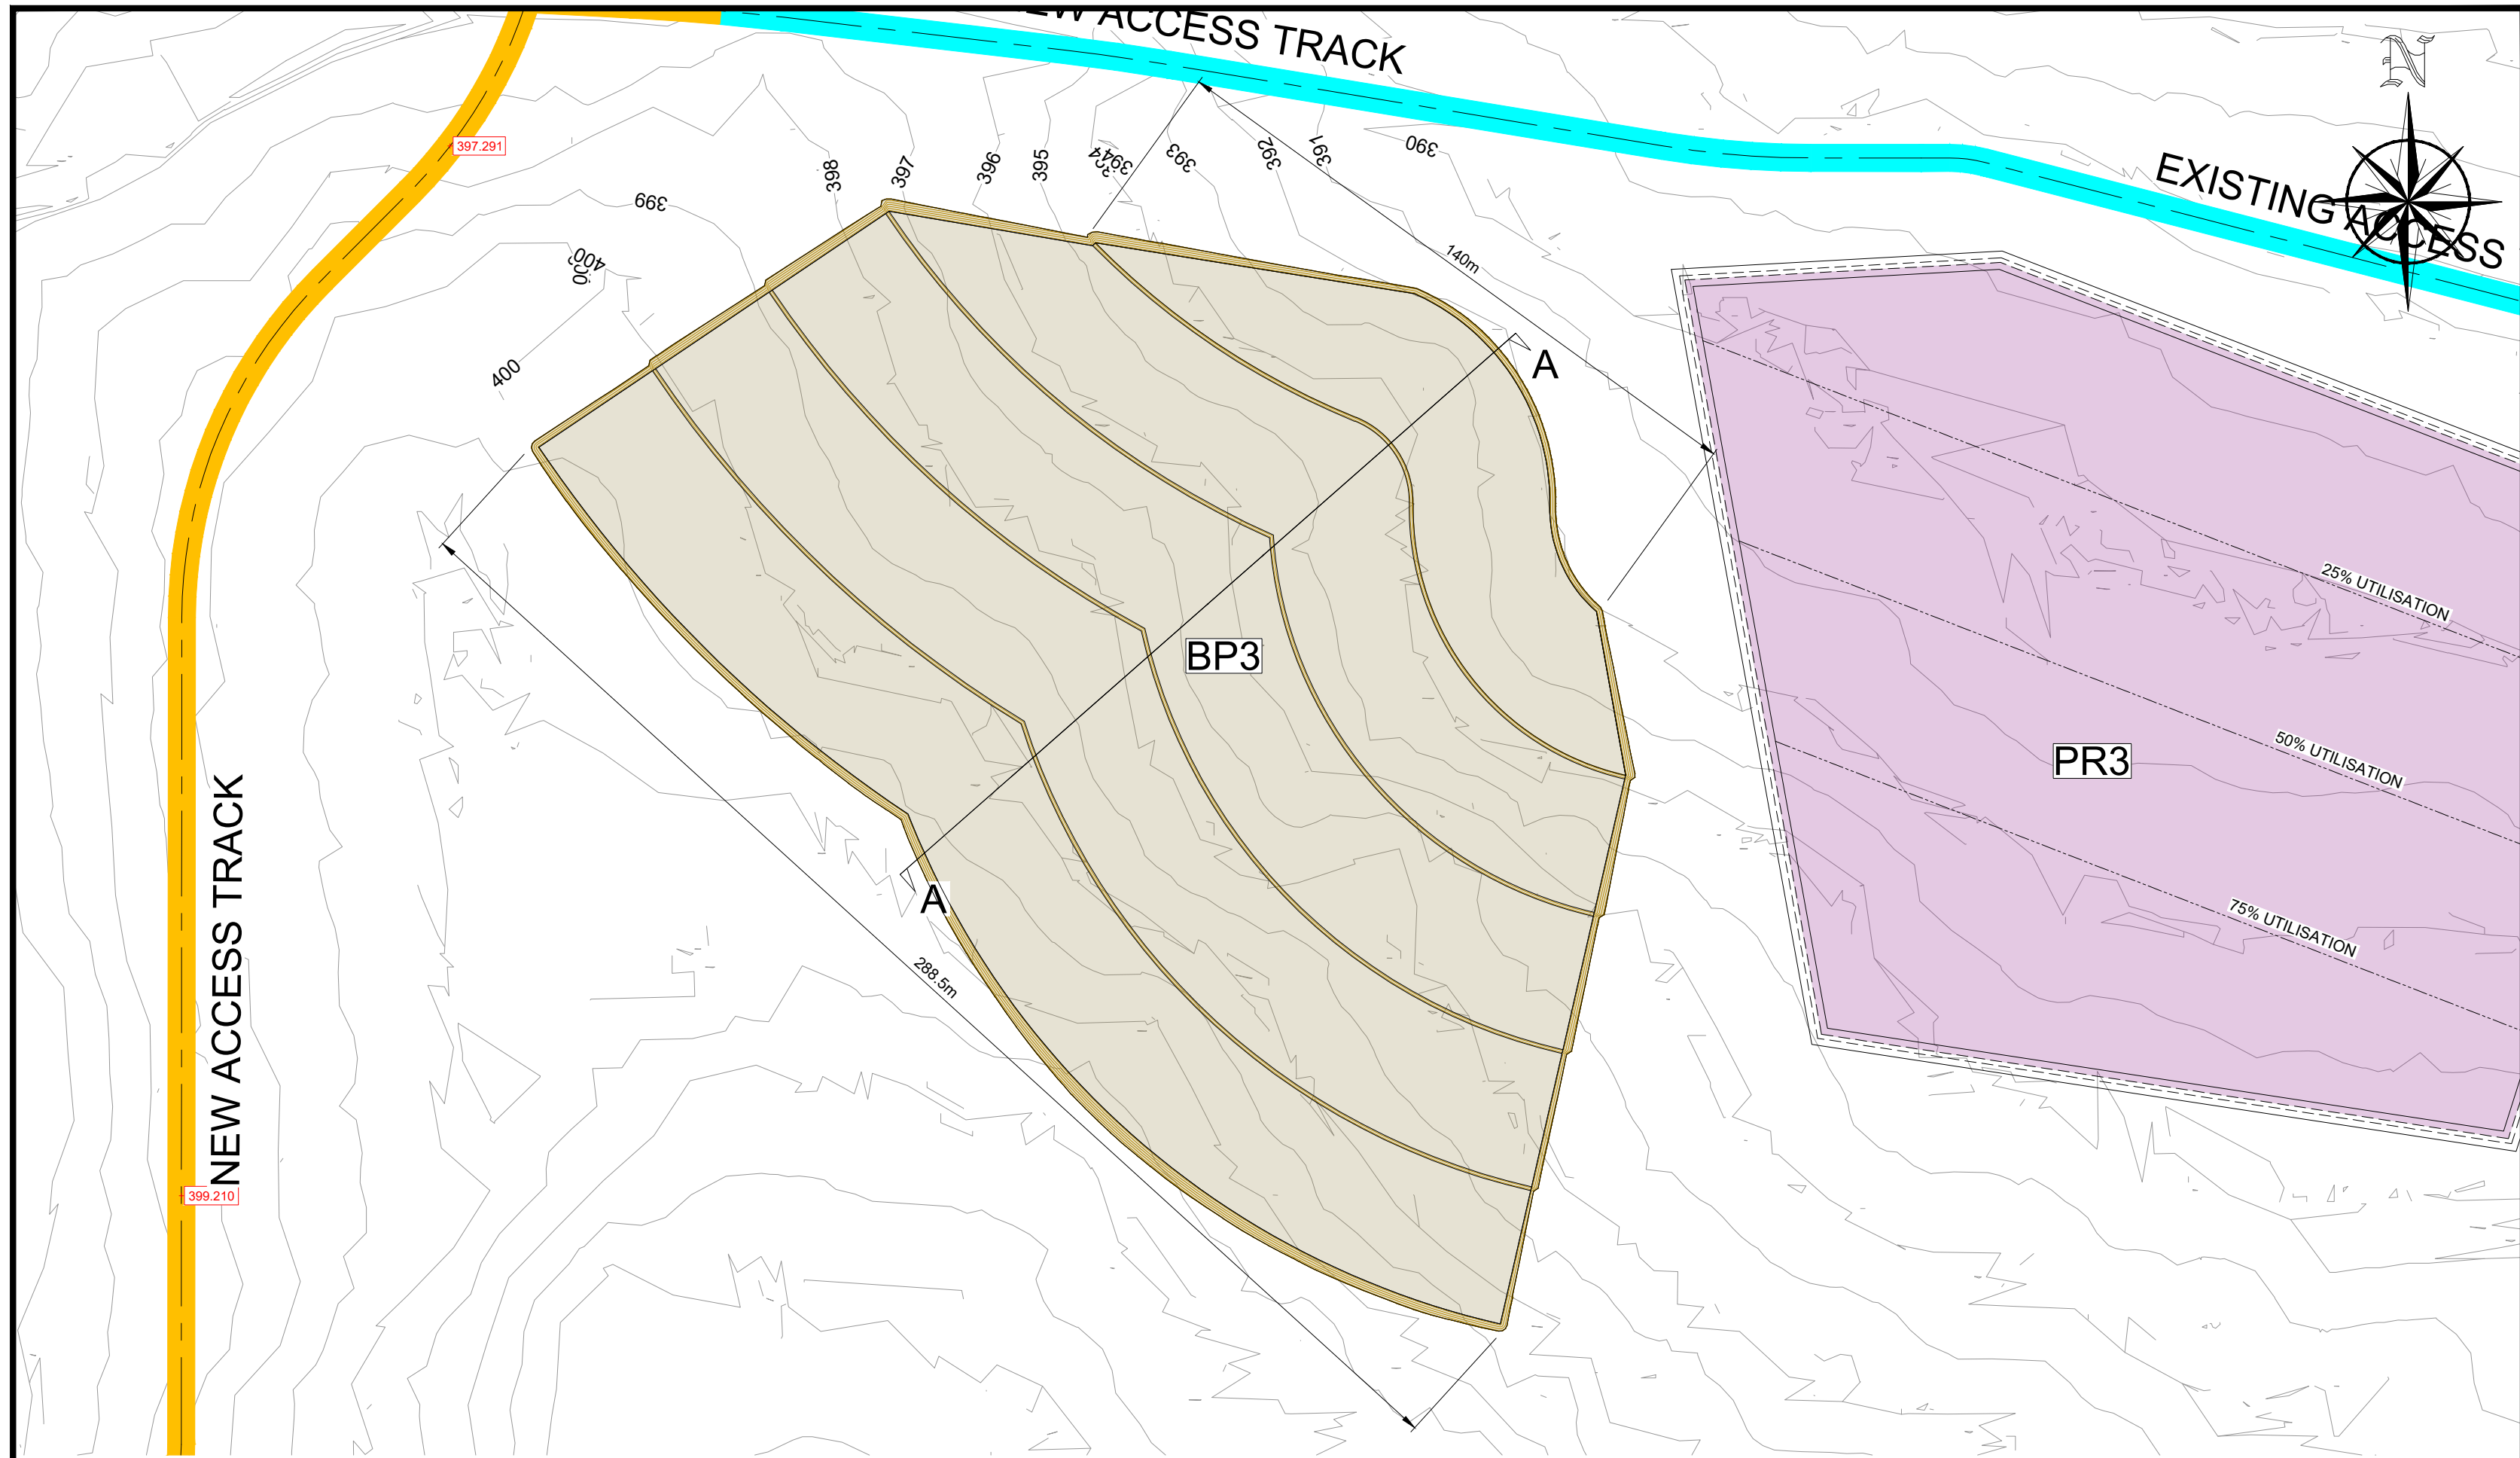 ACCESS TRACK
N
397.291
EXISTING ACCESS
398
397
396
395
394
393
392
391
390
399
400
140m
400
A
25% UTILISATION
BP3
50% UTILISATION
PR3
NEW ACCESS TRACK
A
75% UTILISATION
288.5m
399.210